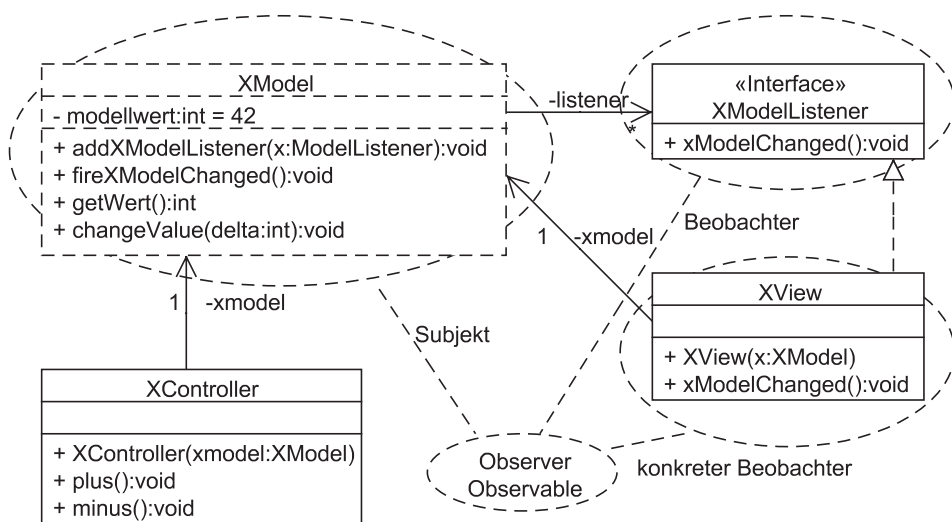 XModel
- modellwert:int = 42
+ addXModelListener(x:ModelListener):void
+ fireXModelChanged():void
+ getWert():int
+ changeValue(delta:int):void
-listener
*
«Interface»
XModelListener
+ xModelChanged():void
1
-xmodel
Beobachter
1
-xmodel
Subjekt
XView
+ XView(x:XModel)
+ xModelChanged():void
XController
+ XController(xmodel:XModel)
+ plus():void
+ minus():void
Observer
Observable
konkreter Beobachter